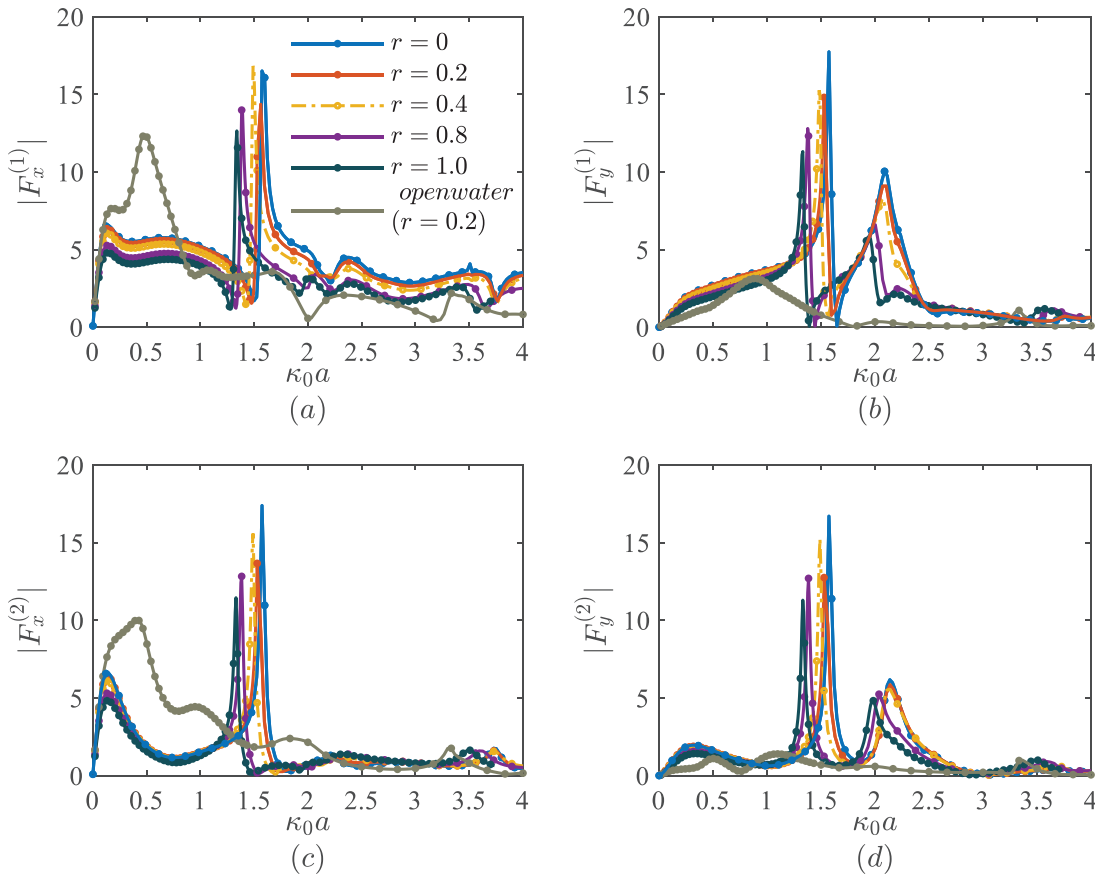 20
15
10
5
0
|F_x^{(1)}|
r = 0
r = 0.2
r = 0.4
r = 0.8
r = 1.0
openwater
(r = 0.2)
0 0.5 1 1.5 2 2.5 3 3.5 4
κ_0a
(a)
20
15
10
5
0
|F_y^{(1)}|
0 0.5 1 1.5 2 2.5 3 3.5 4
κ_0a
(b)
20
15
10
5
0
|F_x^{(2)}|
0 0.5 1 1.5 2 2.5 3 3.5 4
κ_0a
(c)
20
15
10
5
0
|F_y^{(2)}|
0 0.5 1 1.5 2 2.5 3 3.5 4
κ_0a
(d)